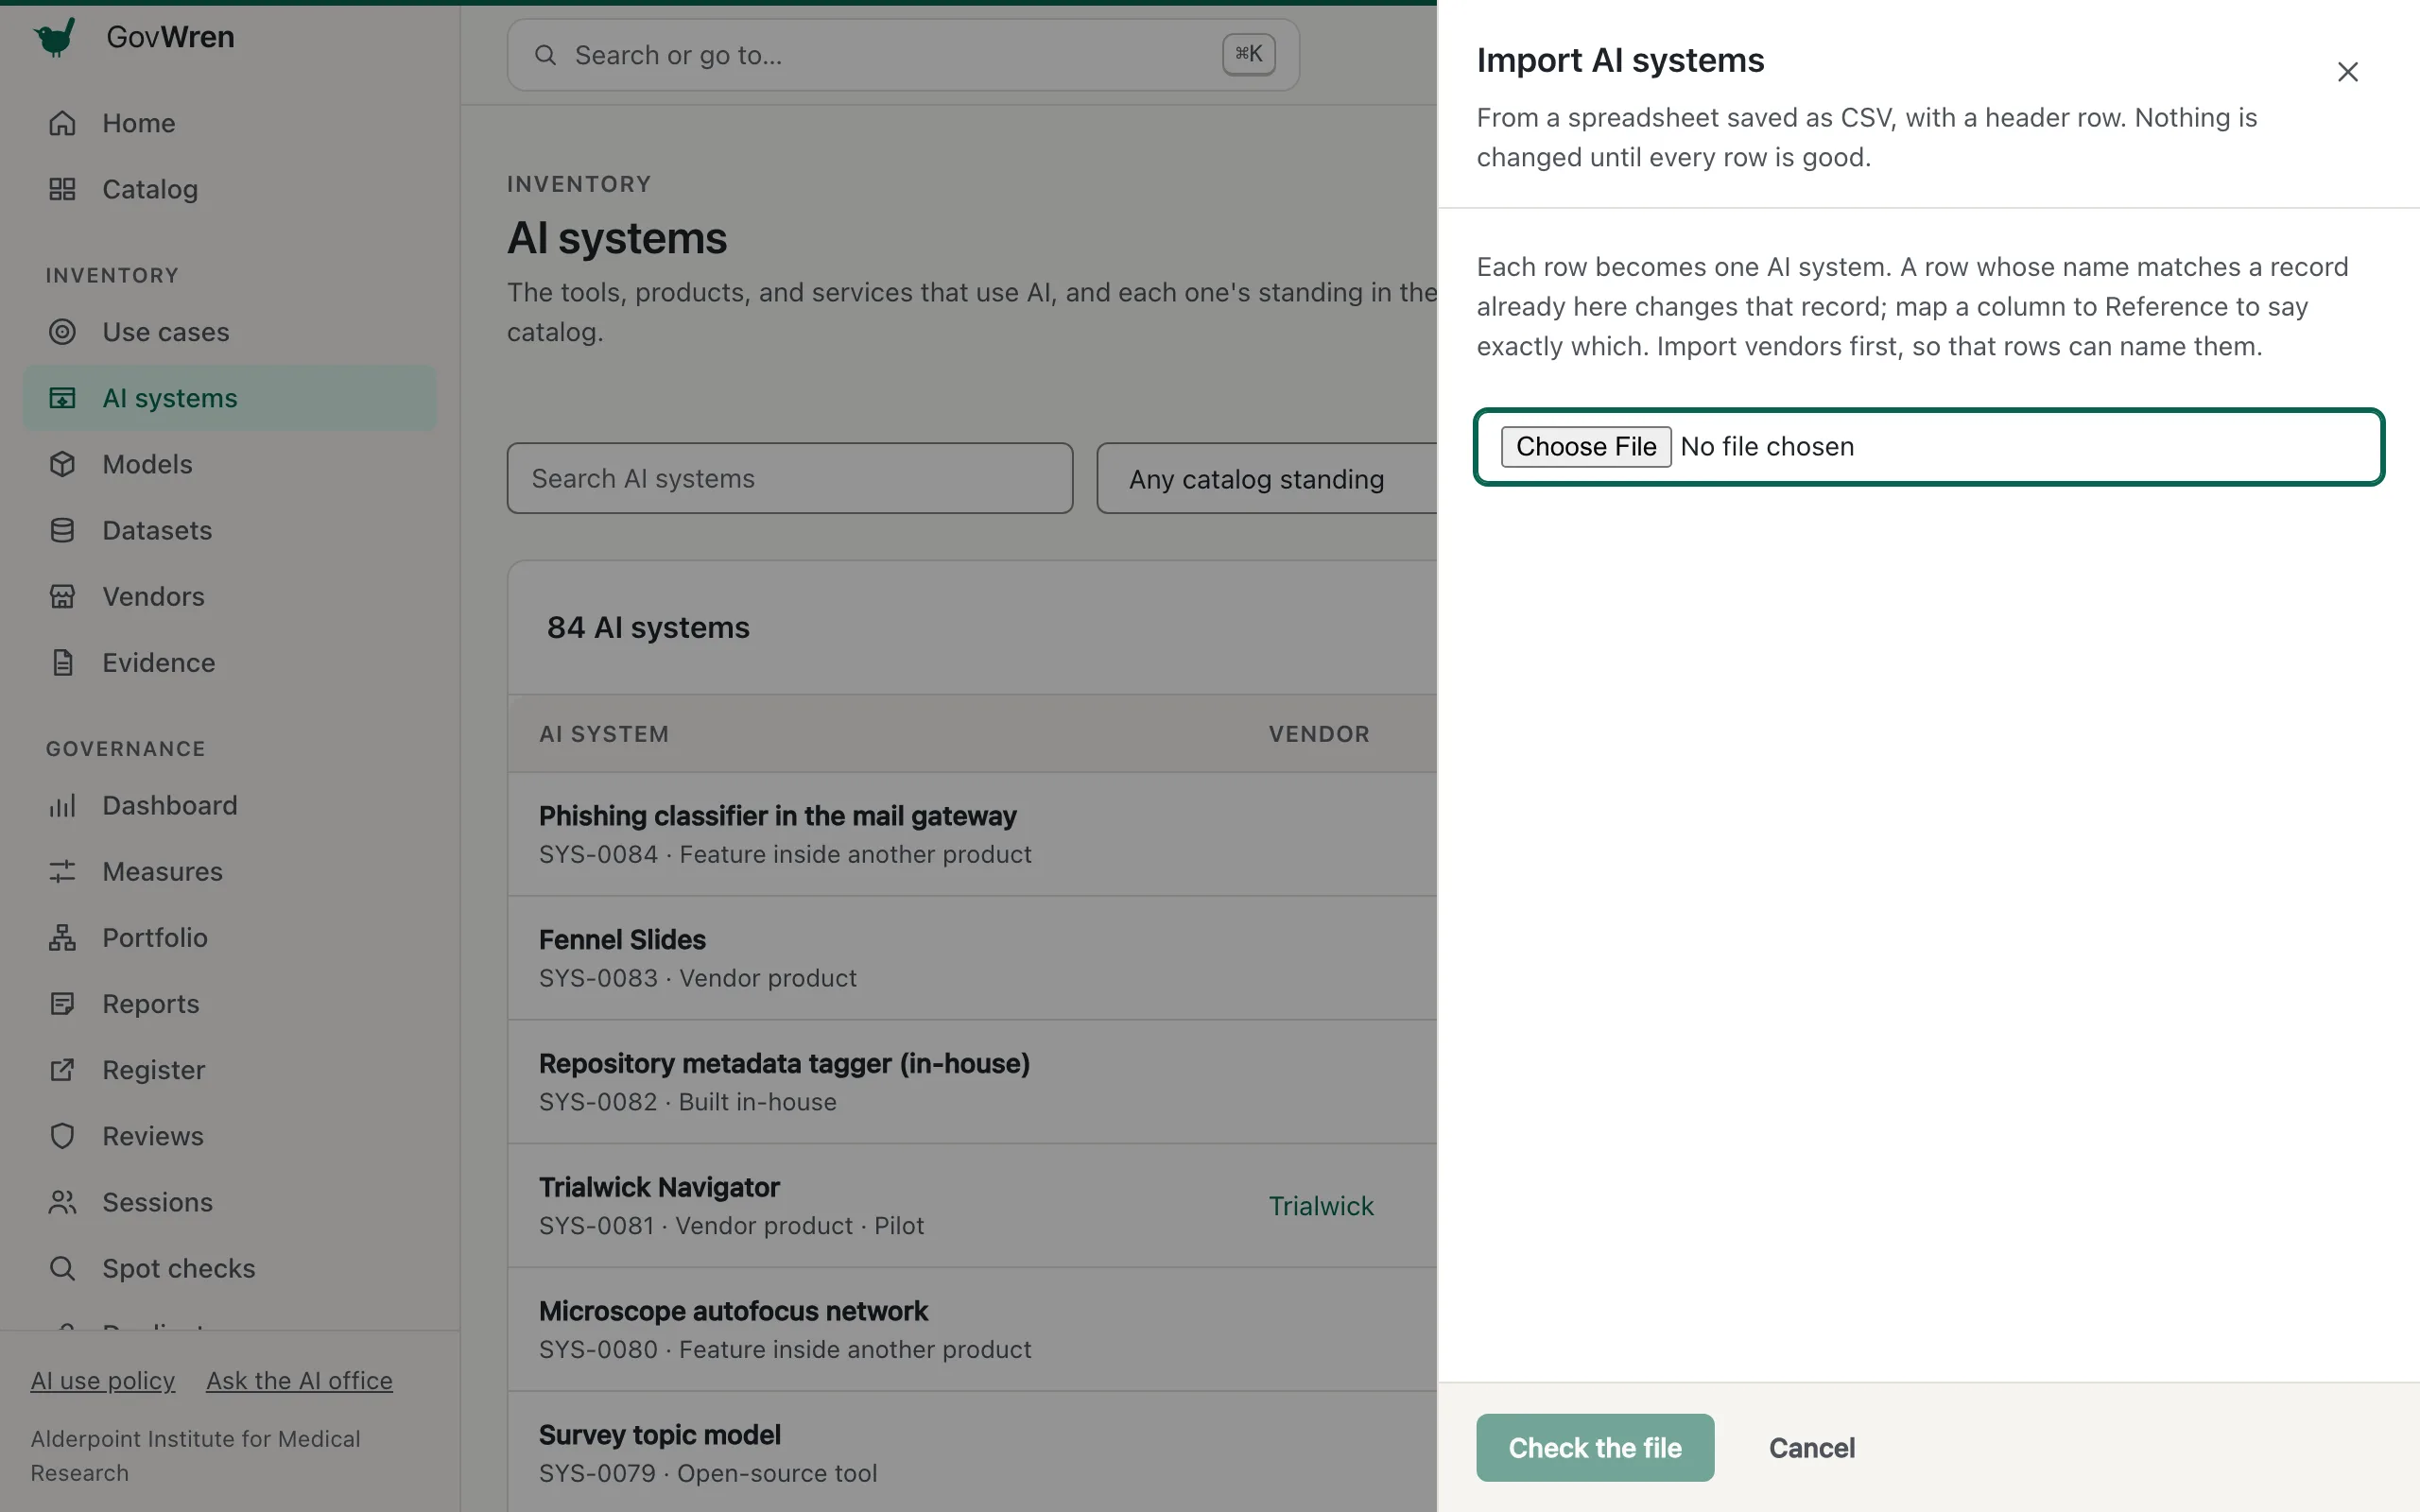 GovWren
Home
Catalog
INVENTORY
Use cases
AI systems
Models
Datasets
Vendors
Evidence
GOVERNANCE
Dashboard
Measures
Portfolio
Reports
Register
Reviews
Sessions
Spot checks
AI use policy
Ask the AI office
Alderpoint Institute for Medical
Research
Search or go to...
⌘K
INVENTORY
AI systems
The tools, products, and services that use AI, and each one's standing in the
catalog.
Search AI systems
Any catalog standing
84 AI systems
AI SYSTEM
VENDOR
Phishing classifier in the mail gateway
SYS-0084 · Feature inside another product
Fennel Slides
SYS-0083 · Vendor product
Repository metadata tagger (in-house)
SYS-0082 · Built in-house
Trialwick Navigator
SYS-0081 · Vendor product · Pilot
Trialwick
Microscope autofocus network
SYS-0080 · Feature inside another product
Survey topic model
SYS-0079 · Open-source tool
Import AI systems
From a spreadsheet saved as CSV, with a header row. Nothing is
changed until every row is good.
Each row becomes one AI system. A row whose name matches a record
already here changes that record; map a column to Reference to say
exactly which. Import vendors first, so that rows can name them.
Choose File
No file chosen
Check the file
Cancel